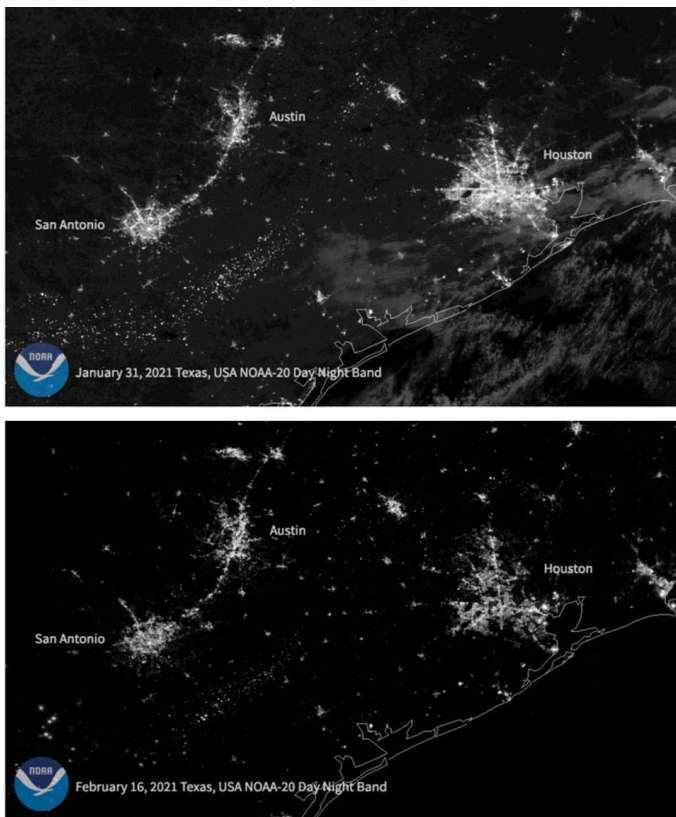 Austin
Houston
San Antonio
NOAA
January 31, 2021 Texas, USA NOAA-20 Day Night Band
Austin
Houston
San Antonio
NOAA
February 16, 2021 Texas, USA NOAA-20 Day Night Band